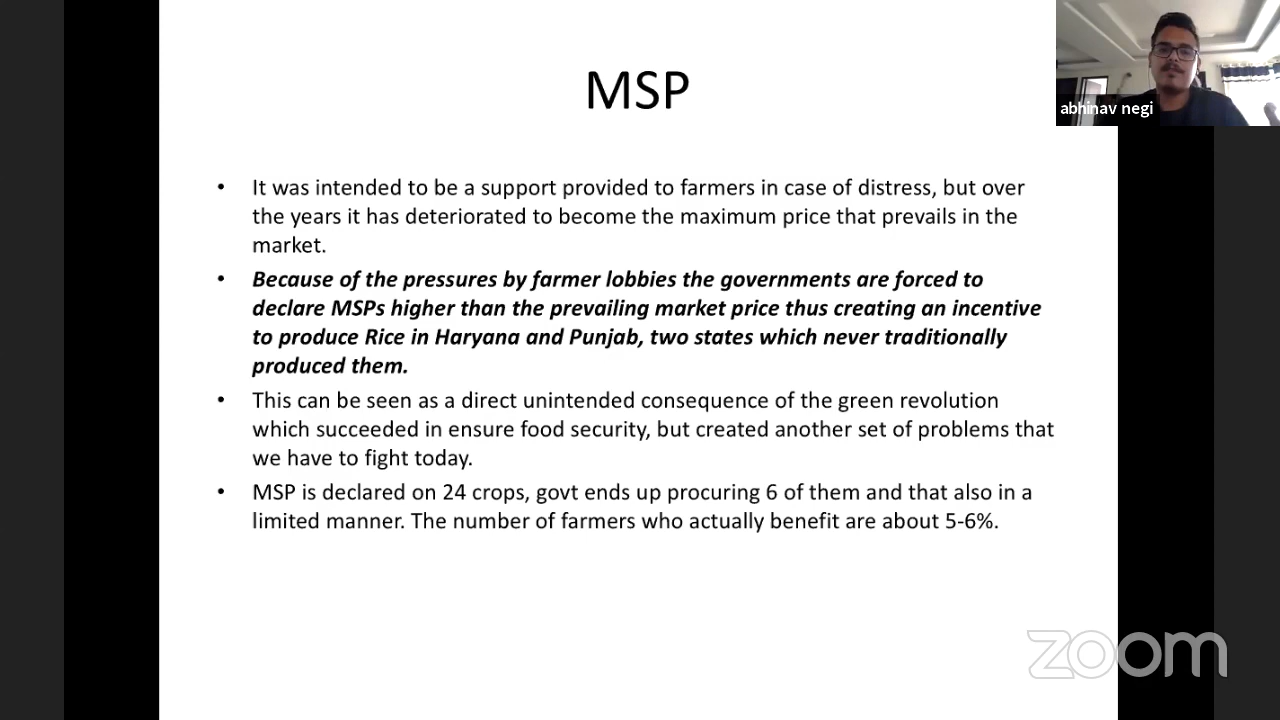 MSP
abhinav negi
• It was intended to be a support provided to farmers in case of distress, but over
the years it has deteriorated to become the maximum price that prevails in the
market.
• Because of the pressures by farmer lobbies the governments are forced to
declare MSPs higher than the prevailing market price thus creating an incentive
to produce Rice in Haryana and Punjab, two states which never traditionally
produced them.
• This can be seen as a direct unintended consequence of the green revolution
which succeeded in ensure food security, but created another set of problems that
we have to fight today.
• MSP is declared on 24 crops, govt ends up procuring 6 of them and that also in a
limited manner. The number of farmers who actually benefit are about 5-6%.
zoom